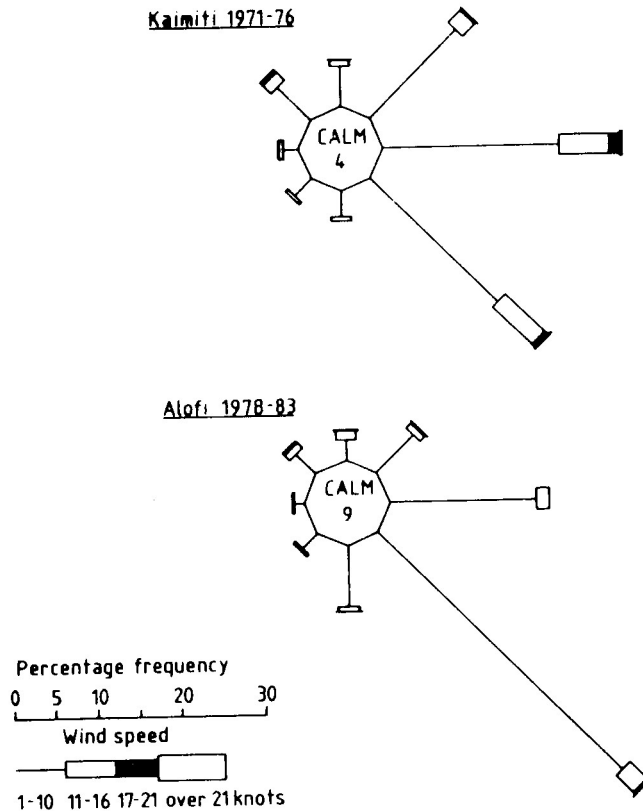 Kaimiti 1971-76
CALM
4
Alofi 1978-83
CALM
9
Percentage frequency
0 5 10 20 30
Wind speed
1-10 11-16 17-21 over 21 knots